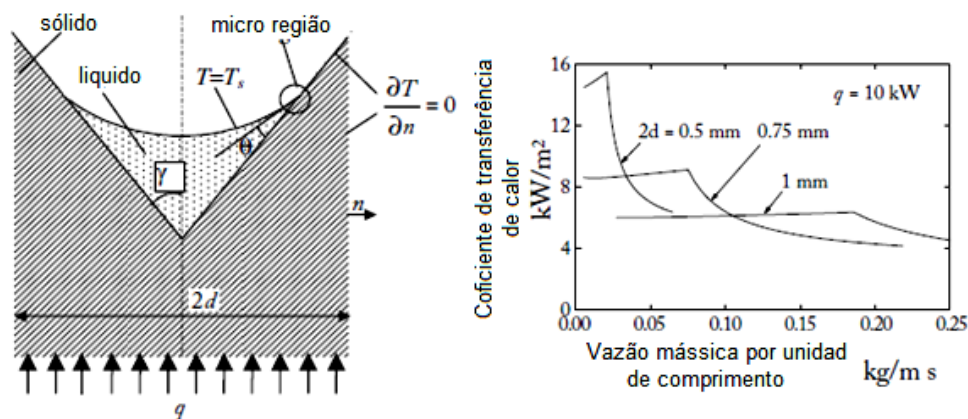 sólido
micro região
liquido
T=Tₛ
∂T/∂n = 0
θ
γ
n
2d
q
Coficiente de transferência
de calor
kW/m²
16
12
8
4
0
q = 10 kW
2d = 0.5 mm
0.75 mm
1 mm
0.00
0.05
0.10
0.15
0.20
0.25
Vazão mássica por unidad
de comprimento
kg/m s